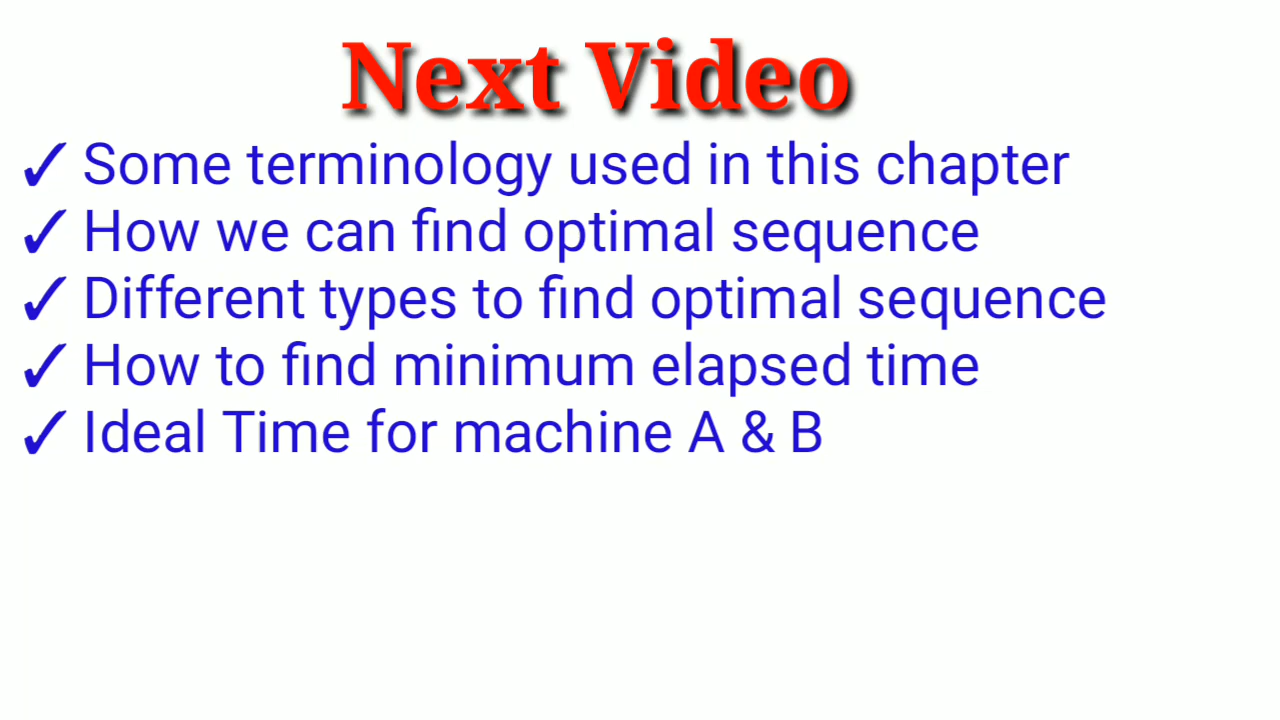 Next Video
✓ Some terminology used in this chapter
✓ How we can find optimal sequence
✓ Different types to find optimal sequence
✓ How to find minimum elapsed time
✓ Ideal Time for machine A & B